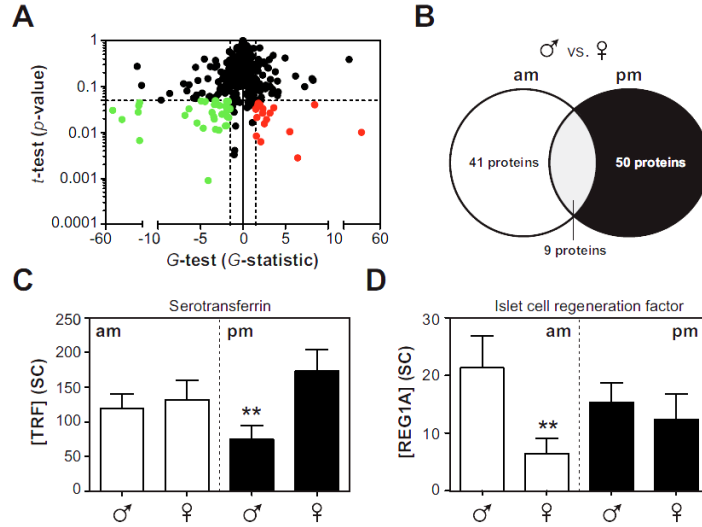 A
t-test (p-value)
1
0.1
0.01
0.001
0.0001
-60
-10
-5
0
5
10
60
G-test (G-statistic)
B
♂ vs. ♀
am
pm
41 proteins
50 proteins
9 proteins
C
Serotransferrin
[TRF] (SC)
250
200
150
100
50
0
am
pm
**
♂
♀
♂
♀
D
Islet cell regeneration factor
[REG1A] (SC)
30
20
10
0
am
pm
**
♂
♀
♂
♀